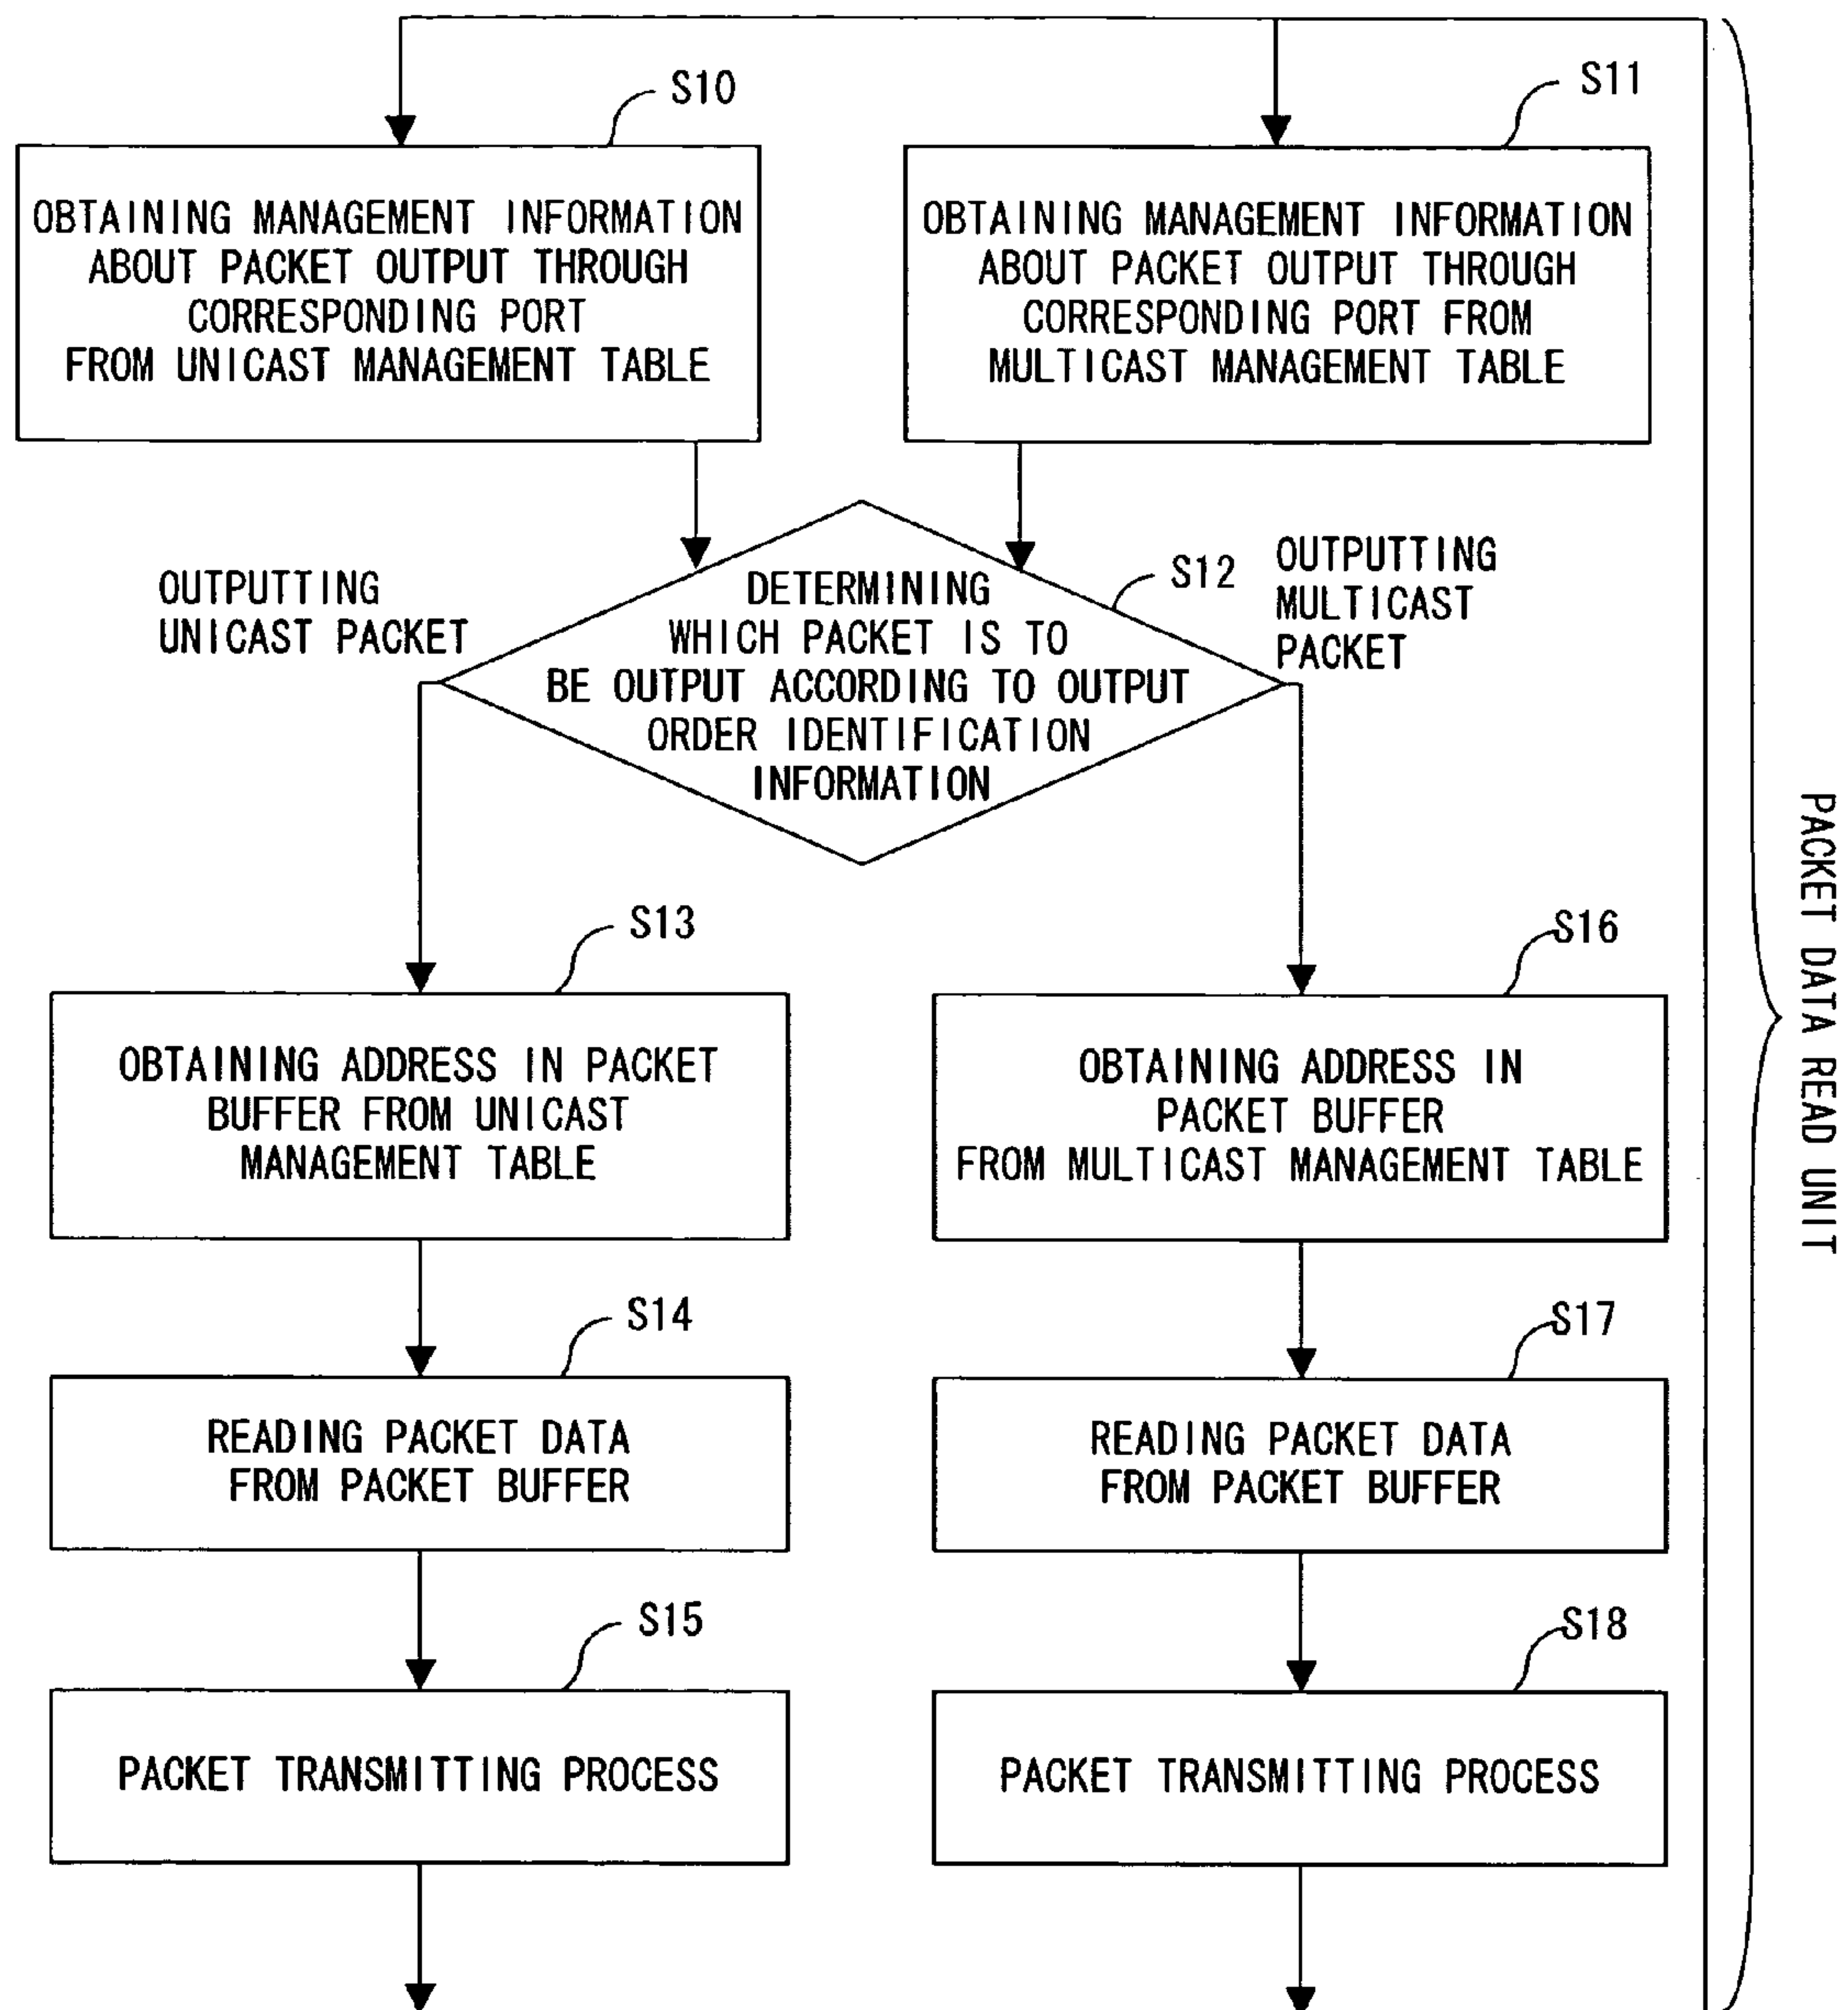 S10
OBTAINING MANAGEMENT INFORMATION
ABOUT PACKET OUTPUT THROUGH
CORRESPONDING PORT
FROM UNICAST MANAGEMENT TABLE
S11
OBTAINING MANAGEMENT INFORMATION
ABOUT PACKET OUTPUT THROUGH
CORRESPONDING PORT FROM
MULTICAST MANAGEMENT TABLE
OUTPUTTING
UNICAST PACKET
S12
DETERMINING
WHICH PACKET IS TO
BE OUTPUT ACCORDING TO OUTPUT
ORDER IDENTIFICATION
INFORMATION
OUTPUTTING
MULTICAST
PACKET
S13
OBTAINING ADDRESS IN PACKET
BUFFER FROM UNICAST
MANAGEMENT TABLE
S16
OBTAINING ADDRESS IN
PACKET BUFFER
FROM MULTICAST MANAGEMENT TABLE
S14
READING PACKET DATA
FROM PACKET BUFFER
S17
READING PACKET DATA
FROM PACKET BUFFER
S15
PACKET TRANSMITTING PROCESS
S18
PACKET TRANSMITTING PROCESS
PACKET DATA READ UNIT